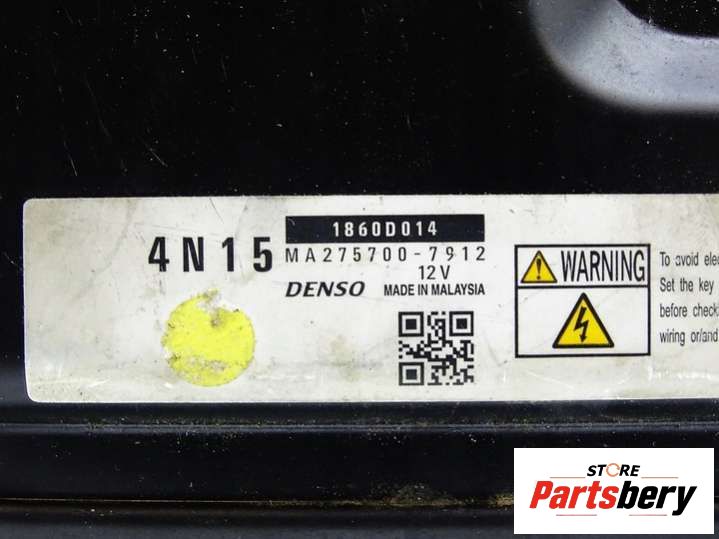 4N15
1860D014
MA275700-7912
12V
DENSO MADE IN MALAYSIA
WARNING
To avoid elec
Set the key
before check
wiring or/and
STORE
Partsbery